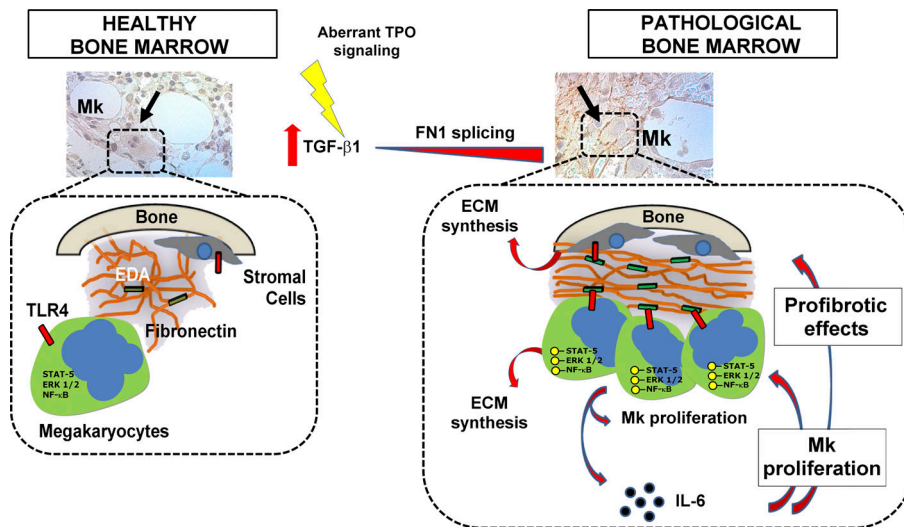 HEALTHY
BONE MARROW
Aberrant TPO
signaling
PATHOLOGICAL
BONE MARROW
Mk
TGF-β1
FN1 splicing
Mk
Bone
EDA
Stromal
Cells
TLR4
Fibronectin
STAT-5
ERK 1/2
NF-κB
Megakaryocytes
ECM
synthesis
Bone
Profibrotic
effects
STAT-5
ERK 1/2
NF-κB
STAT-5
ERK 1/2
NF-κB
STAT-5
ERK 1/2
NF-κB
ECM
synthesis
Mk proliferation
Mk
proliferation
IL-6